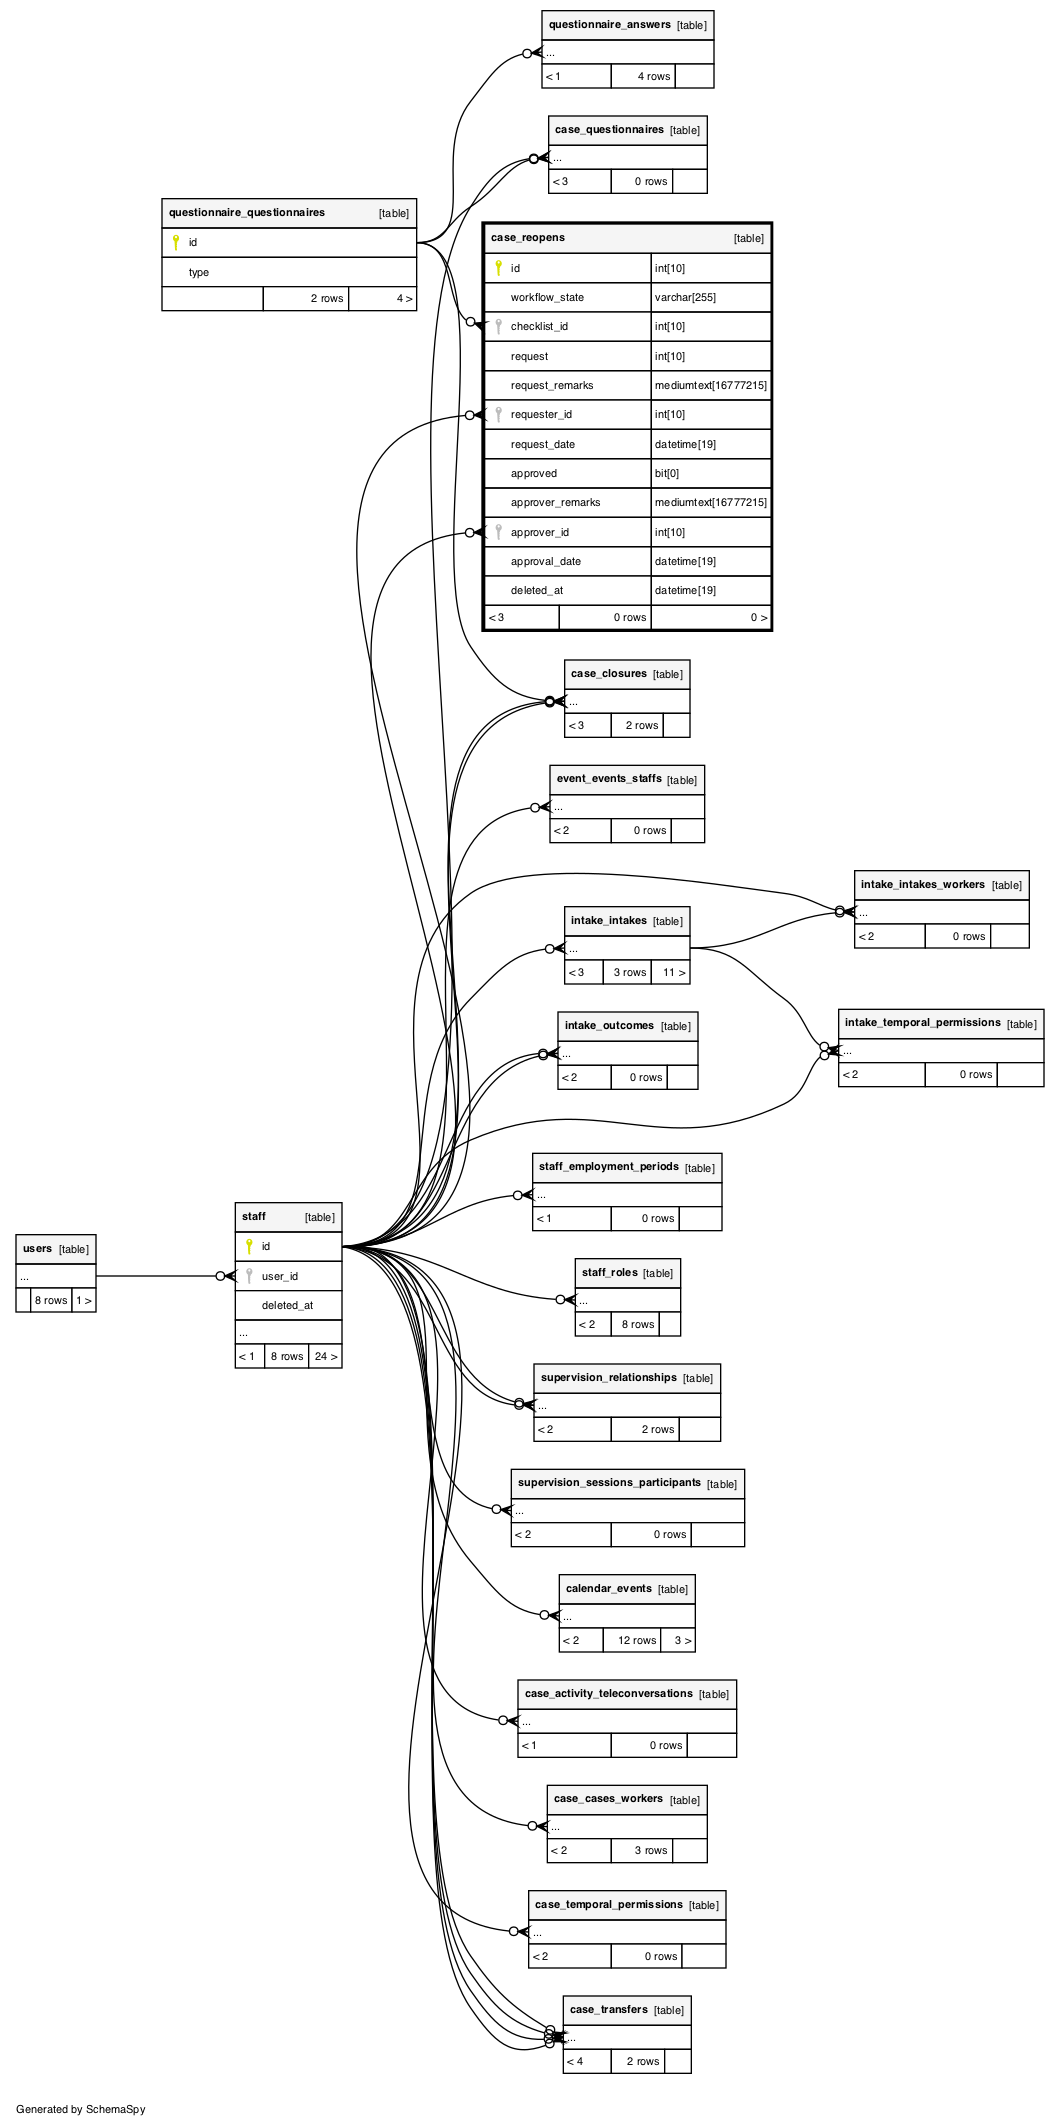 questionnaire_answers [table]
...
< 1 4 rows
case_questionnaires [table]
...
< 3 0 rows
questionnaire_questionnaires [table]
id
type
2 rows 4 >
case_reopens [table]
id int[10]
workflow_state varchar[255]
checklist_id int[10]
request int[10]
request_remarks mediumtext[16777215]
requester_id int[10]
request_date datetime[19]
approved bit[0]
approver_remarks mediumtext[16777215]
approver_id int[10]
approval_date datetime[19]
deleted_at datetime[19]
< 3 0 rows 0 >
case_closures [table]
...
< 3 2 rows
event_events_staffs [table]
...
< 2 0 rows
intake_intakes_workers [table]
...
< 2 0 rows
intake_intakes [table]
...
< 3 3 rows 11 >
intake_temporal_permissions [table]
...
< 2 0 rows
intake_outcomes [table]
...
< 2 0 rows
staff_employment_periods [table]
...
< 1 0 rows
users [table]
...
8 rows 1 >
staff [table]
id
user_id
deleted_at
...
< 1 8 rows 24 >
staff_roles [table]
...
< 2 8 rows
supervision_relationships [table]
...
< 2 2 rows
supervision_sessions_participants [table]
...
< 2 0 rows
calendar_events [table]
...
< 2 12 rows 3 >
case_activity_teleconversations [table]
...
< 1 0 rows
case_cases_workers [table]
...
< 2 3 rows
case_temporal_permissions [table]
...
< 2 0 rows
case_transfers [table]
...
< 4 2 rows
Generated by SchemaSpy